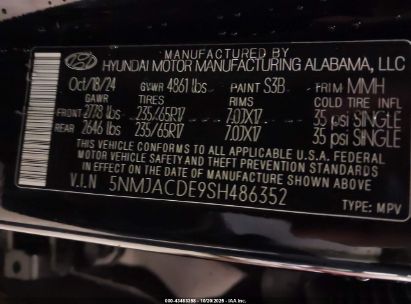 MANUFACTURED BY
HYUNDAI MOTOR MANUFACTURING ALABAMA, LLC
Oct/18/24 GVWR 4861 lbs PAINT S3B TRIM MMH
GAWR TIRES RIMS COLD TIRE INFL
FRONT 2778 lbs 235/65R17 7.0JX17 35 psi SINGLE
REAR 2646 lbs 235/65R17 7.0JX17 35 psi SINGLE
THIS VEHICLE CONFORMS TO ALL APPLICABLE U.S.A. FEDERAL
MOTOR VEHICLE SAFETY AND THEFT PREVENTION STANDARDS
IN EFFECT ON THE DATE OF MANUFACTURE SHOWN ABOVE.
V.I.N 5NMJACDE9SH486352
TYPE: MPV